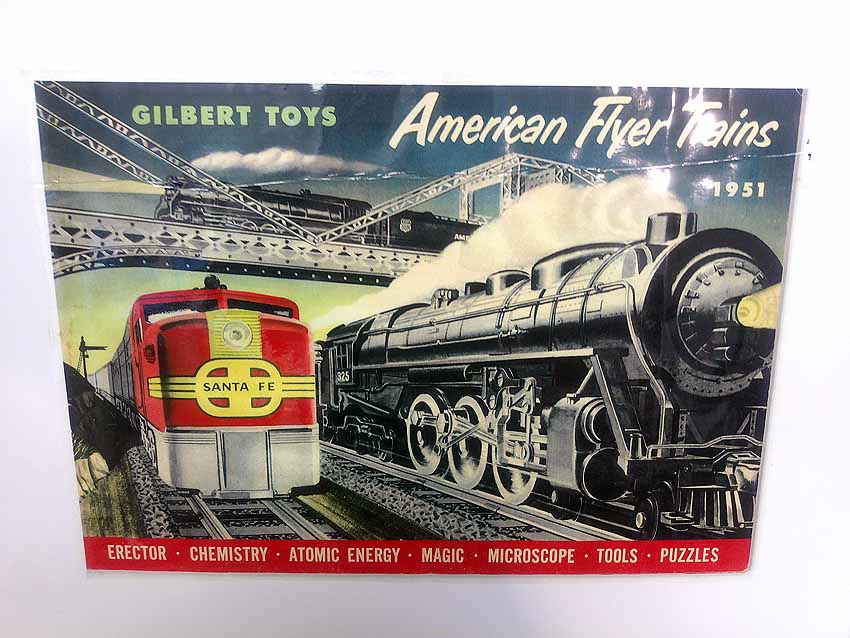 GILBERT TOYS
American Flyer Trains
1951
SANTA FE
325
ERECTOR · CHEMISTRY · ATOMIC ENERGY · MAGIC · MICROSCOPE · TOOLS · PUZZLES